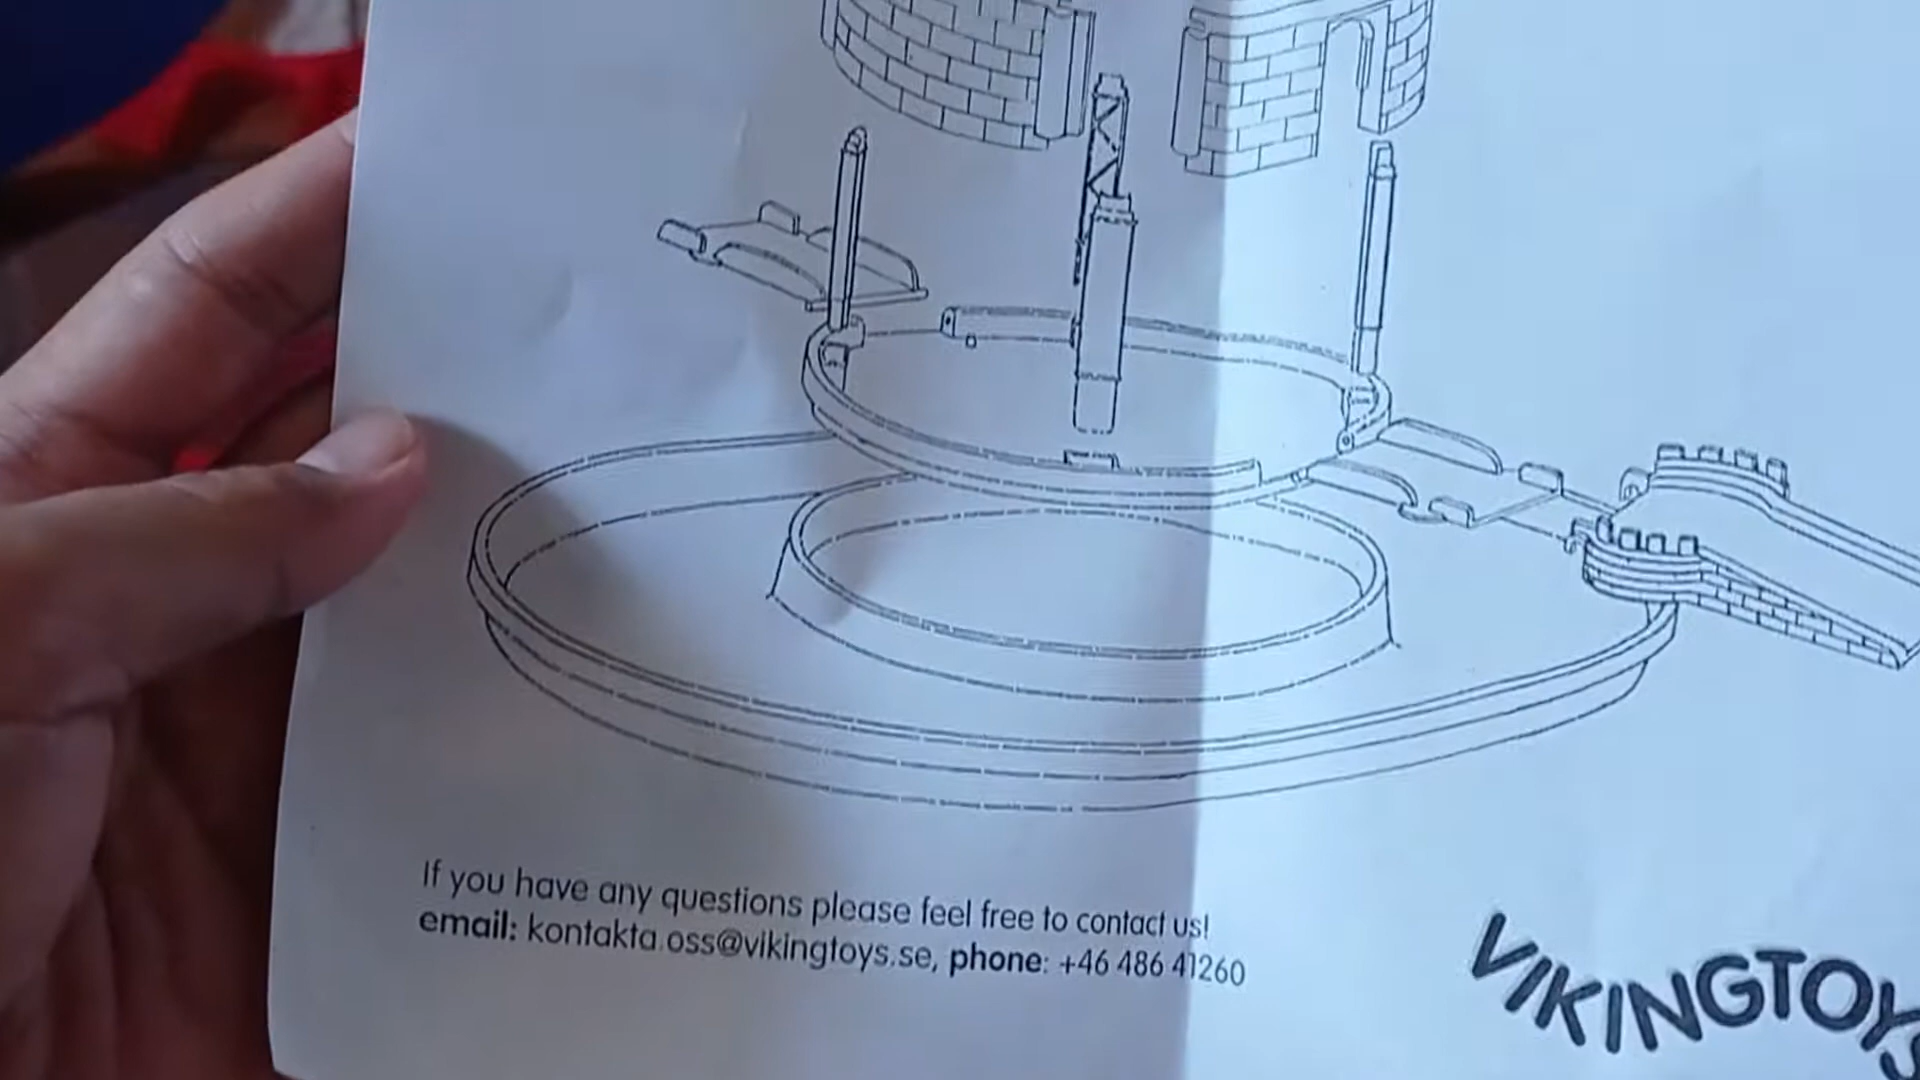 If you have any questions please feel free to contact us!
email: kontakta.oss@vikingtoys.se, phone: +46 486 41260
VIKINGTOYS